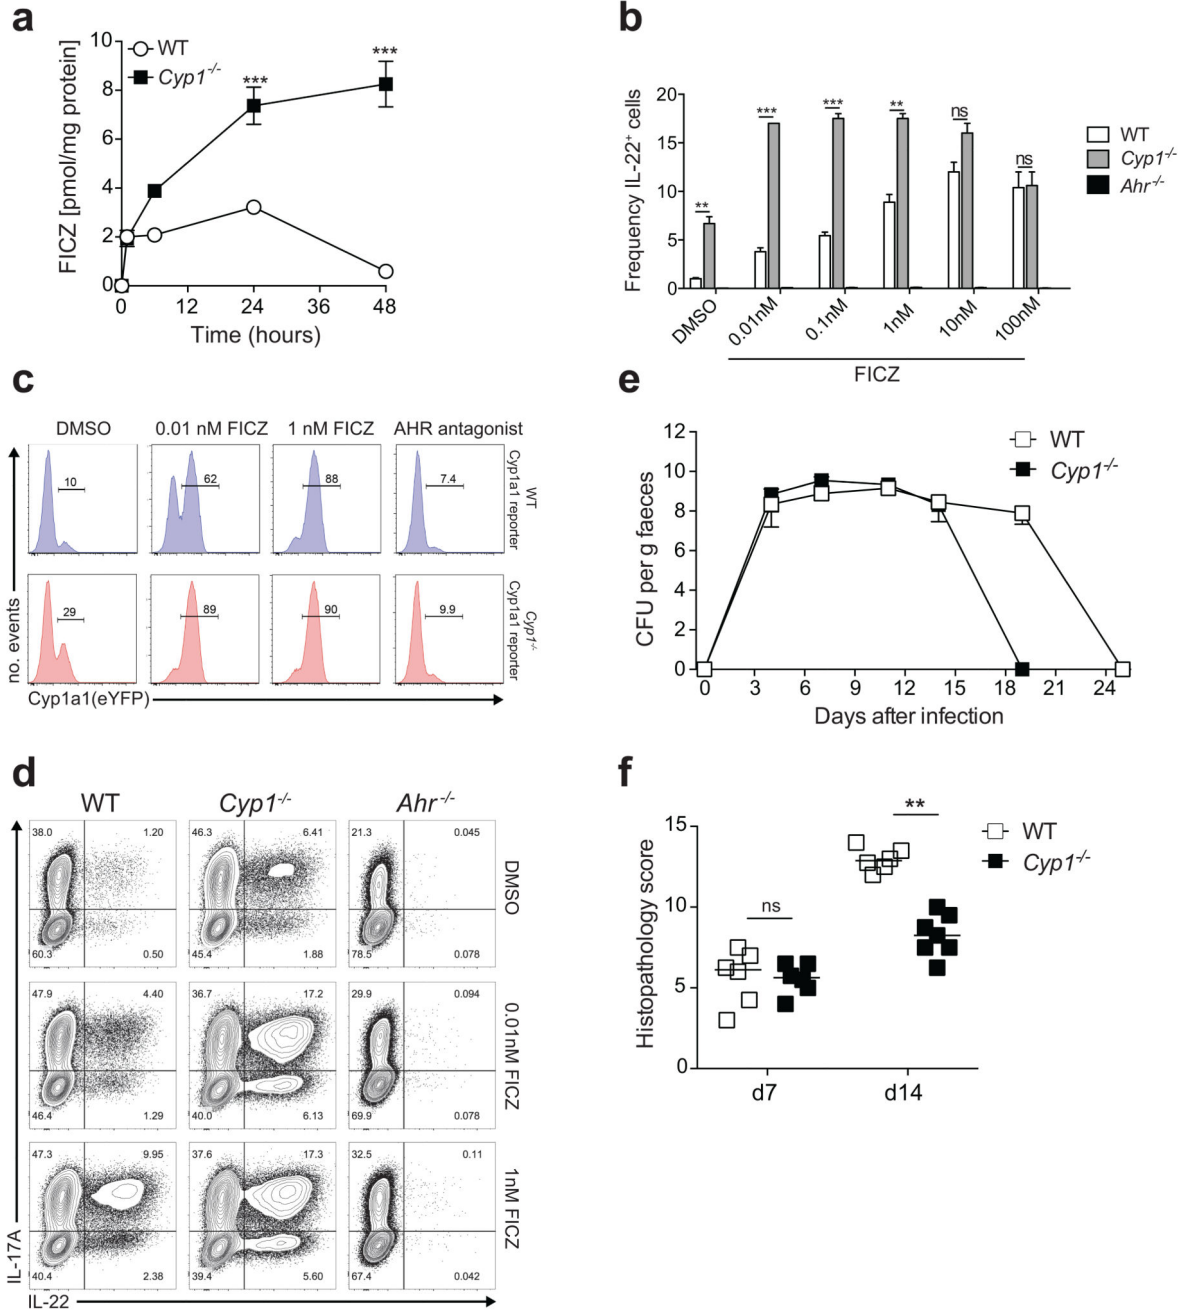 a
FICZ [pmol/mg protein]
10
8
6
4
2
0
WT
Cyp1-/-
***
***
0
12
24
36
48
Time (hours)
b
Frequency IL-22+ cells
20
15
10
5
0
**
***
***
**
ns
ns
WT
Cyp1-/-
Ahr-/-
DMSO
0.01nM
0.1nM
1nM
10nM
100nM
FICZ
c
DMSO
0.01 nM FICZ
1 nM FICZ
AHR antagonist
10
62
88
7.4
WT
Cyp1a1 reporter
29
89
90
9.9
Cyp1-/-
Cyp1a1 reporter
no. events
Cyp1a1(eYFP)
e
CFU per g faeces
12
10
8
6
4
2
0
WT
Cyp1-/-
0
3
6
9
12
15
18
21
24
Days after infection
d
WT
Cyp1-/-
Ahr-/-
38.0
1.20
60.3
0.50
46.3
6.41
45.4
1.88
21.3
0.045
78.5
0.078
DMSO
47.9
4.40
46.4
1.29
36.7
17.2
40.0
6.13
29.9
0.094
69.9
0.078
0.01nM FICZ
47.3
9.95
40.4
2.38
37.6
17.3
39.4
5.60
32.5
0.11
67.4
0.042
1nM FICZ
IL-17A
IL-22
f
Histopathology score
15
10
5
0
ns
**
WT
Cyp1-/-
d7
d14